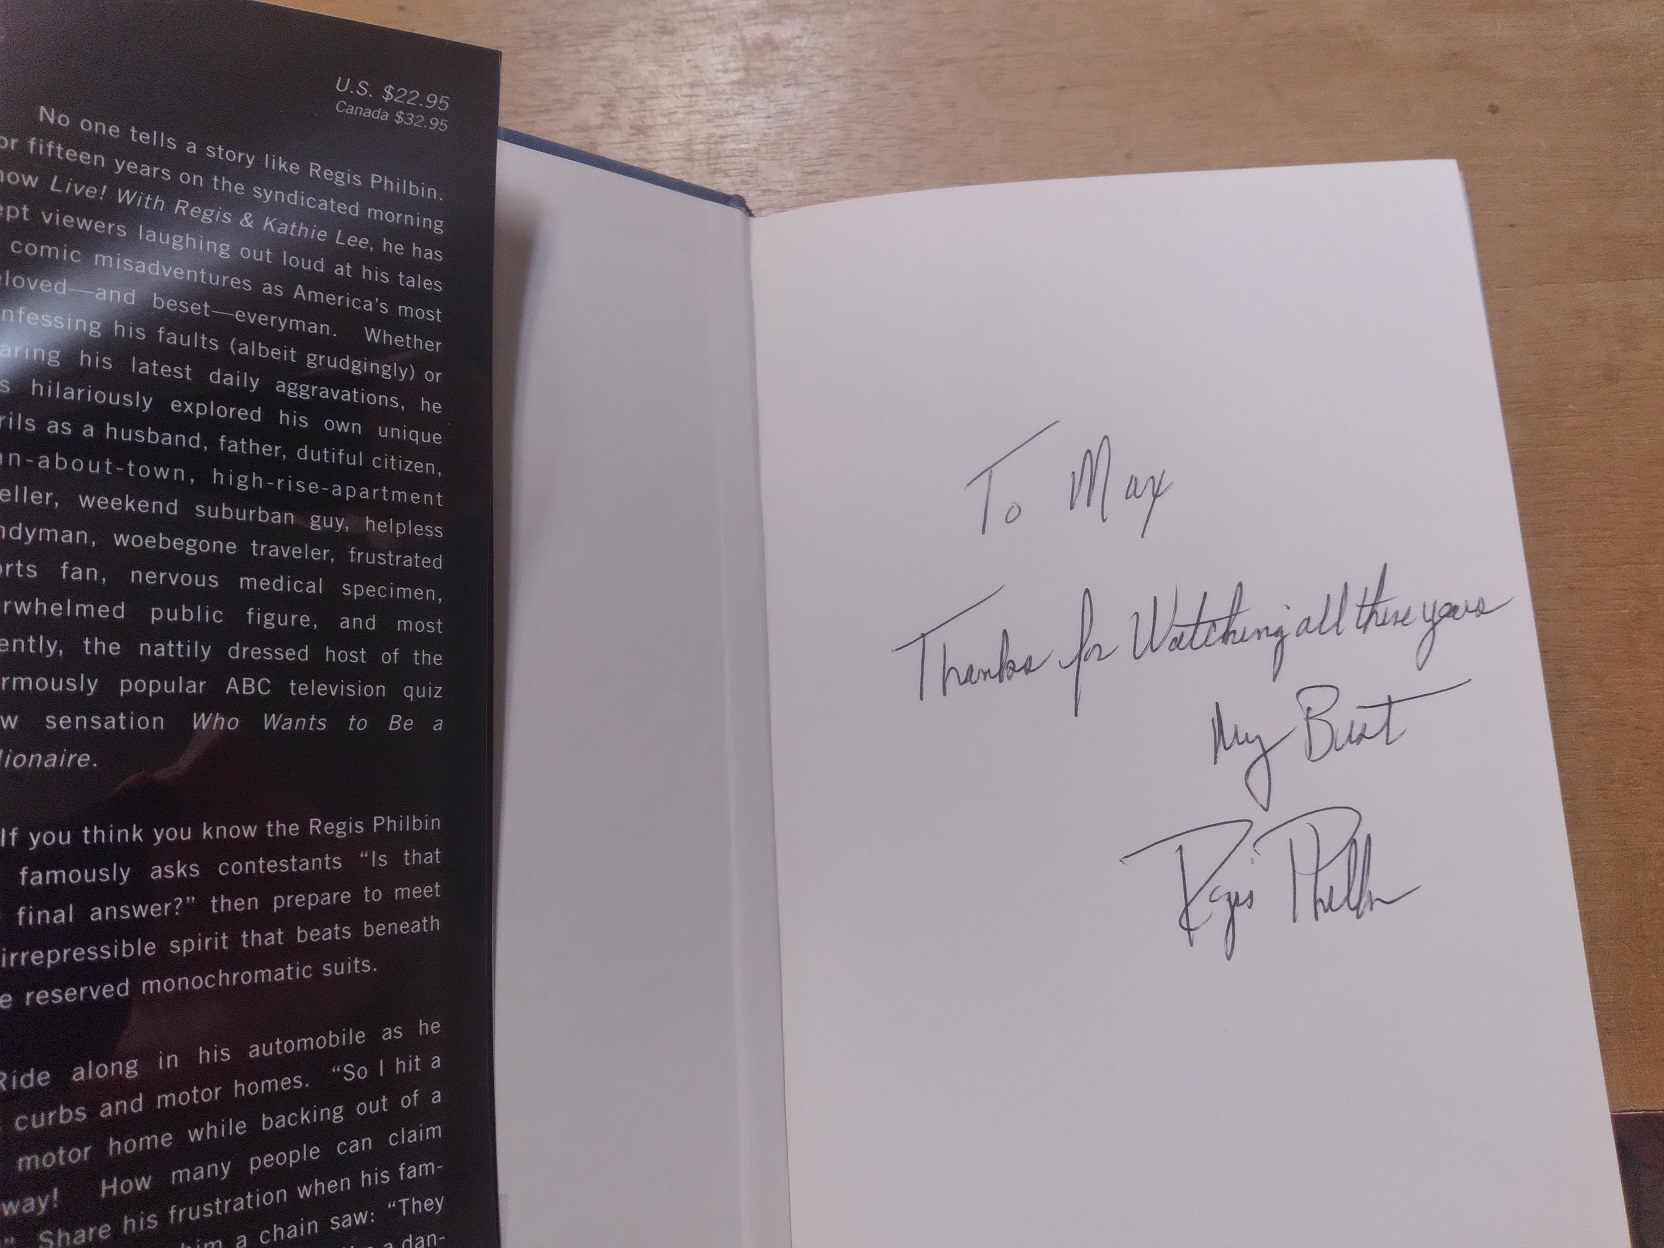 U.S. $22.95
Canada $32.95
No one tells a story like Regis Philbin.
or fifteen years on the syndicated morning
how Live! With Regis & Kathie Lee, he has
ept viewers laughing out loud at his tales
comic misadventures as America's most
eloved—and beset—everyman. Whether
nfessing his faults (albeit grudgingly) or
aring his latest daily aggravations, he
s hilariously explored his own unique
rils as a husband, father, dutiful citizen,
an-about-town, high-rise-apartment
eller, weekend suburban guy, helpless
ndyman, woebegone traveler, frustrated
orts fan, nervous medical specimen,
rwhelmed public figure, and most
ently, the nattily dressed host of the
rmously popular ABC television quiz
w sensation Who Wants to Be a
lionaire.
If you think you know the Regis Philbin
famously asks contestants “Is that
final answer?” then prepare to meet
irrepressible spirit that beats beneath
e reserved monochromatic suits.
Ride along in his automobile as he
curbs and motor homes. “So I hit a
motor home while backing out of a
way! How many people can claim
” Share his frustration when his fam-
him a chain saw: “They
a dan-
To Max
Thanks for Watching all these years
My Best
Regis Philbin